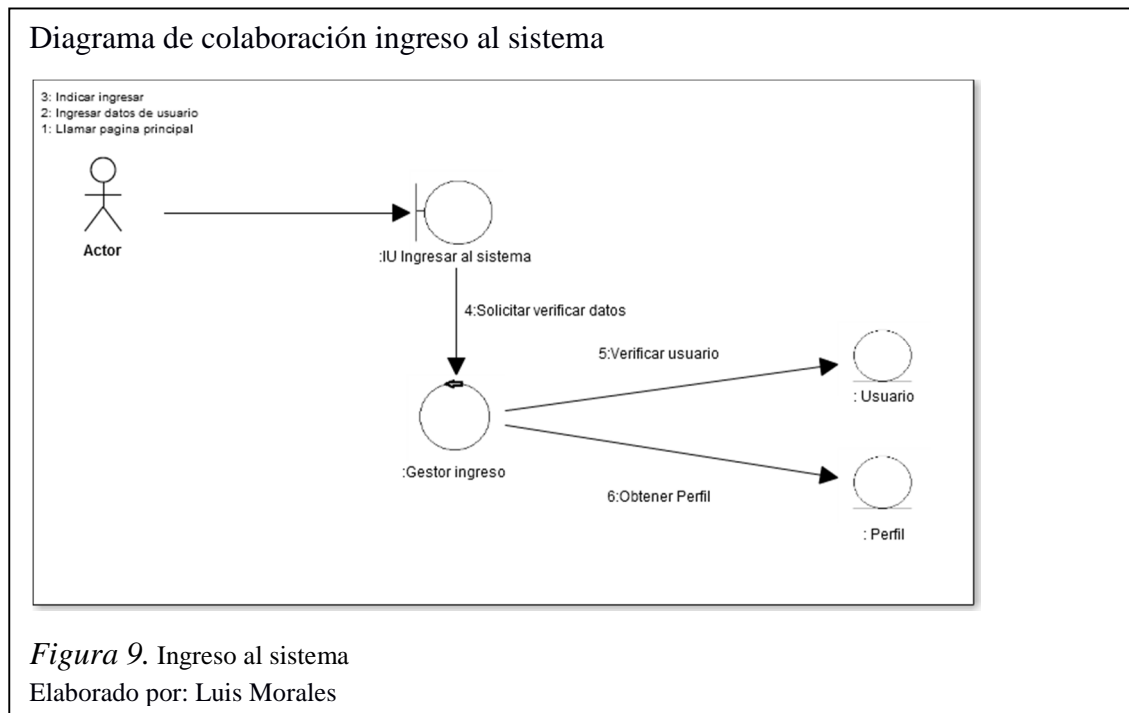 Diagrama de colaboración ingreso al sistema
3: Indicar ingresar
2: Ingresar datos de usuario
1: Llamar pagina principal
Actor
:IU Ingresar al sistema
4:Solicitar verificar datos
5:Verificar usuario
: Usuario
:Gestor ingreso
6:Obtener Perfil
: Perfil
Figura 9. Ingreso al sistema
Elaborado por: Luis Morales